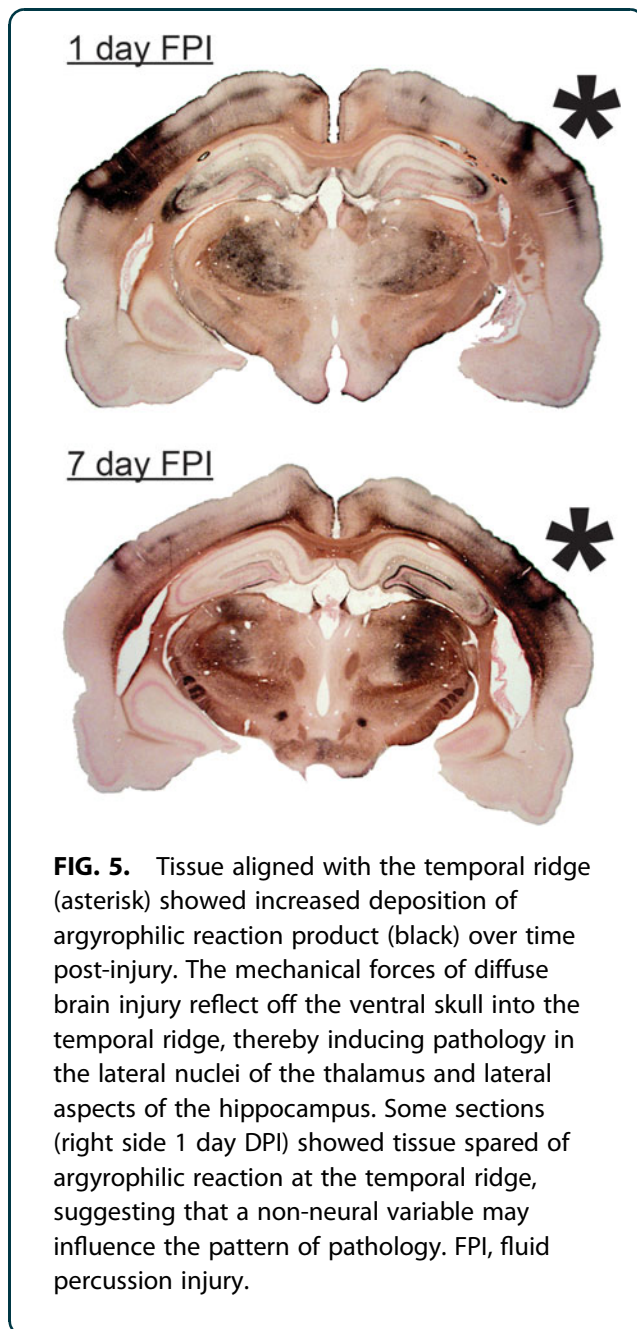 1 day FPI
*
7 day FPI
*
FIG. 5. Tissue aligned with the temporal ridge
(asterisk) showed increased deposition of
argyrophilic reaction product (black) over time
post-injury. The mechanical forces of diffuse
brain injury reflect off the ventral skull into the
temporal ridge, thereby inducing pathology in
the lateral nuclei of the thalamus and lateral
aspects of the hippocampus. Some sections
(right side 1 day DPI) showed tissue spared of
argyrophilic reaction at the temporal ridge,
suggesting that a non-neural variable may
influence the pattern of pathology. FPI, fluid
percussion injury.